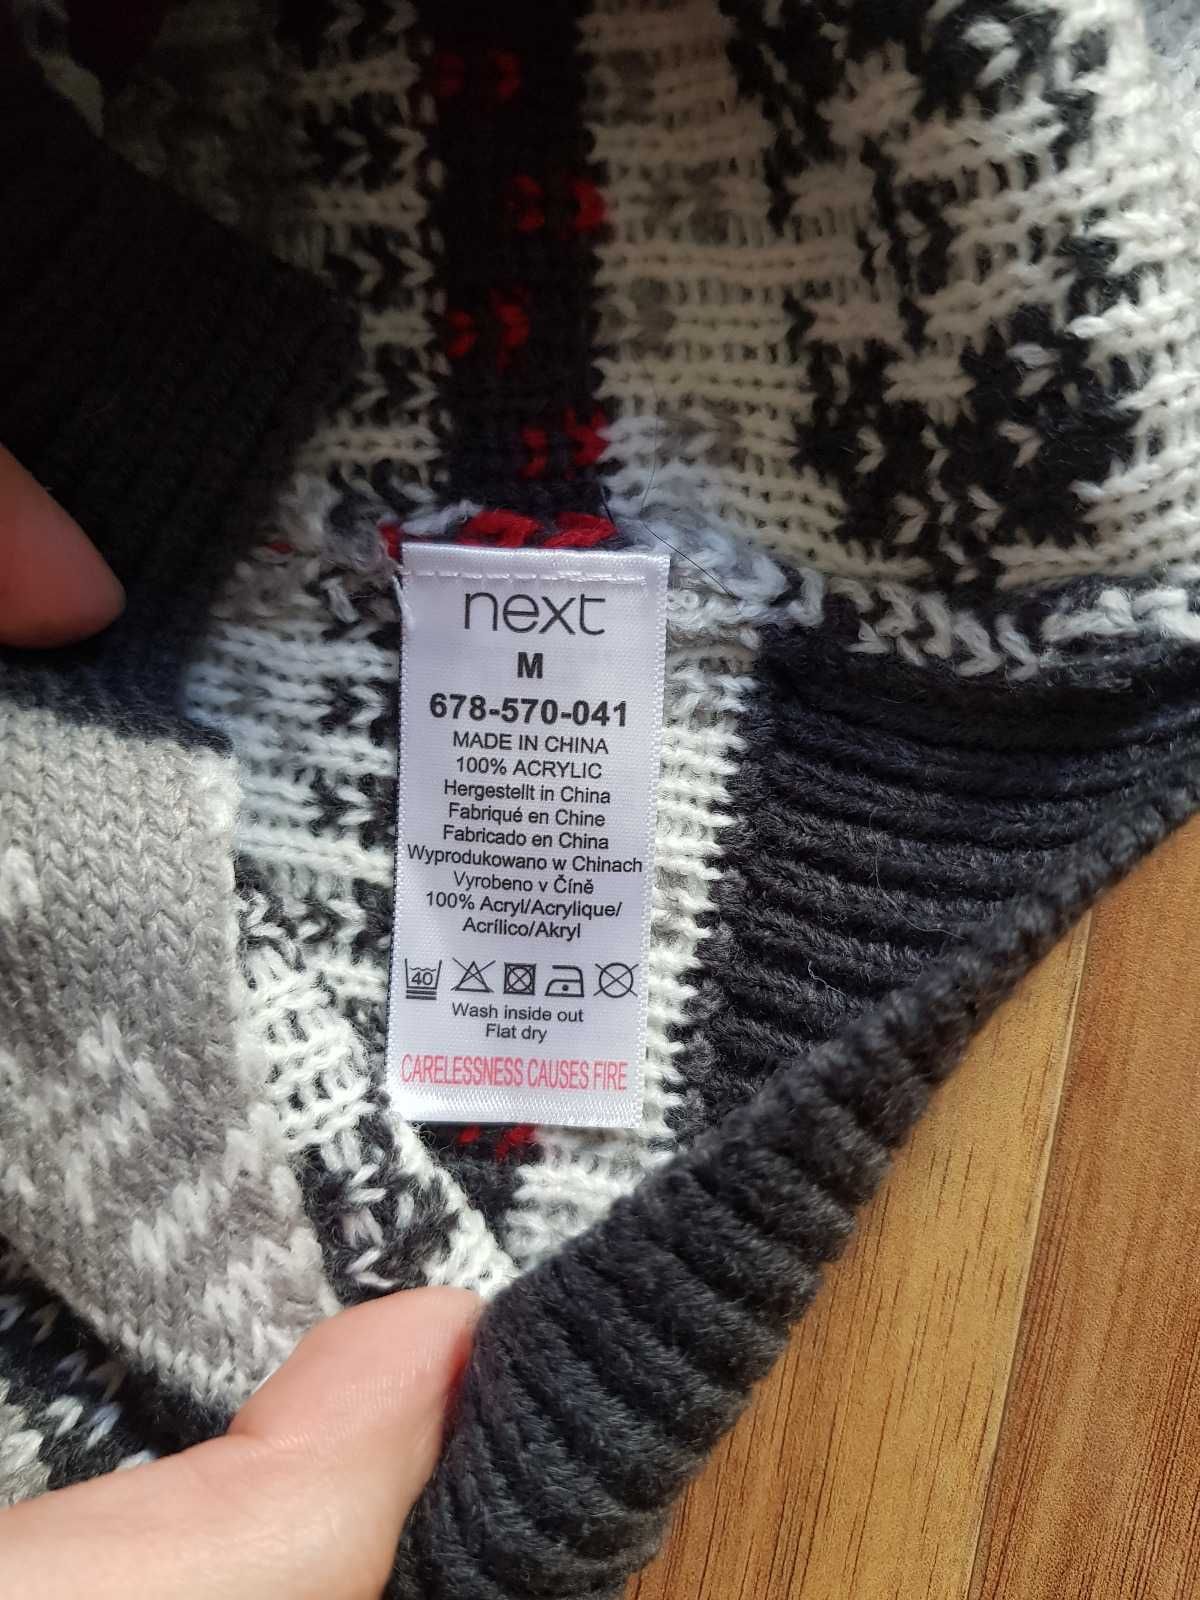 next
M
678-570-041
MADE IN CHINA
100% ACRYLIC
Hergestellt in China
Fabriqué en Chine
Fabricado en China
Wyprodukowano w Chinach
Vyrobeno v Číně
100% Acryl/Acrylique/
Acrílico/Akryl
40
Wash inside out
Flat dry
CARELESSNESS CAUSES FIRE